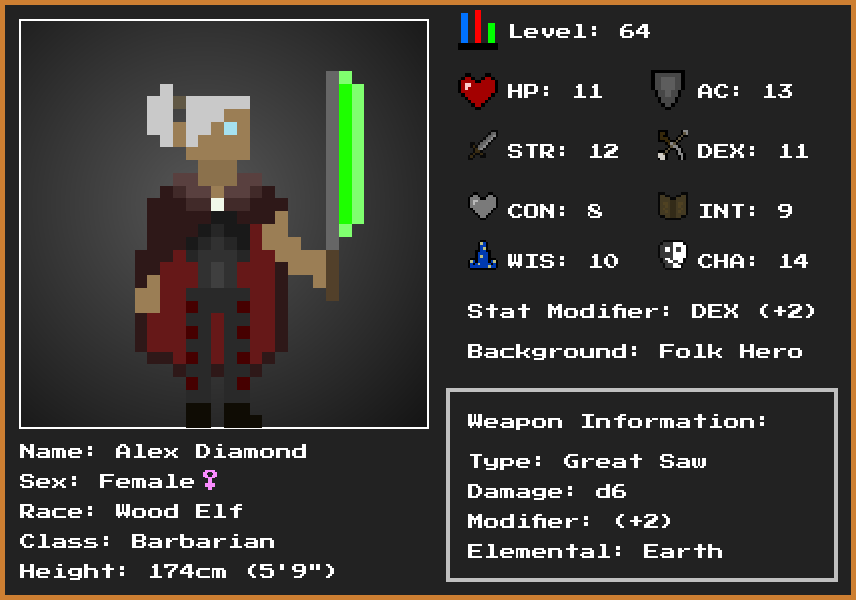 Level: 64
HP: 11 AC: 13
STR: 12 DEX: 11
CON: 8 INT: 9
WIS: 10 CHA: 14
Stat Modifier: DEX (+2)
Background: Folk Hero
Weapon Information:
Type: Great Saw
Damage: d6
Modifier: (+2)
Elemental: Earth
Name: Alex Diamond
Sex: Female♀
Race: Wood Elf
Class: Barbarian
Height: 174cm (5'9")